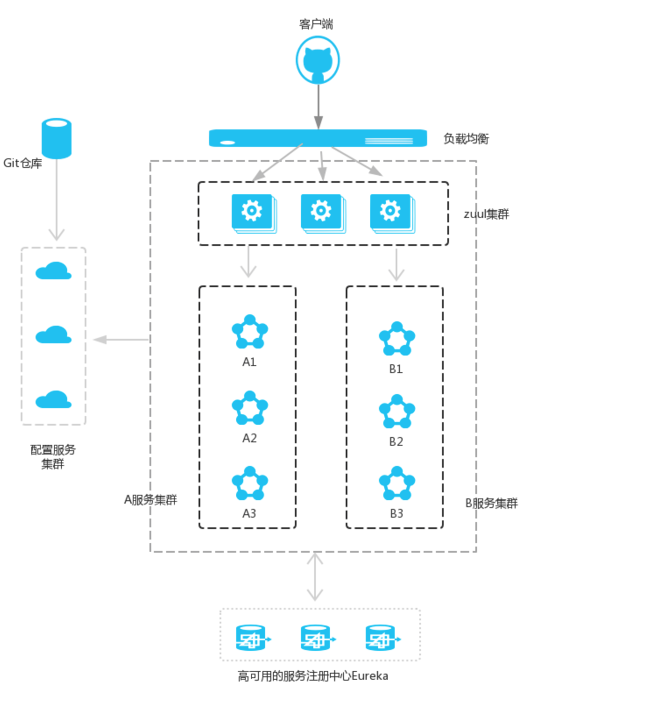 客户端
负载均衡
Git仓库
zuul集群
A1
B1
A2
B2
配置服务
集群
A服务集群
A3
B3
B服务集群
高可用的服务注册中心Eureka